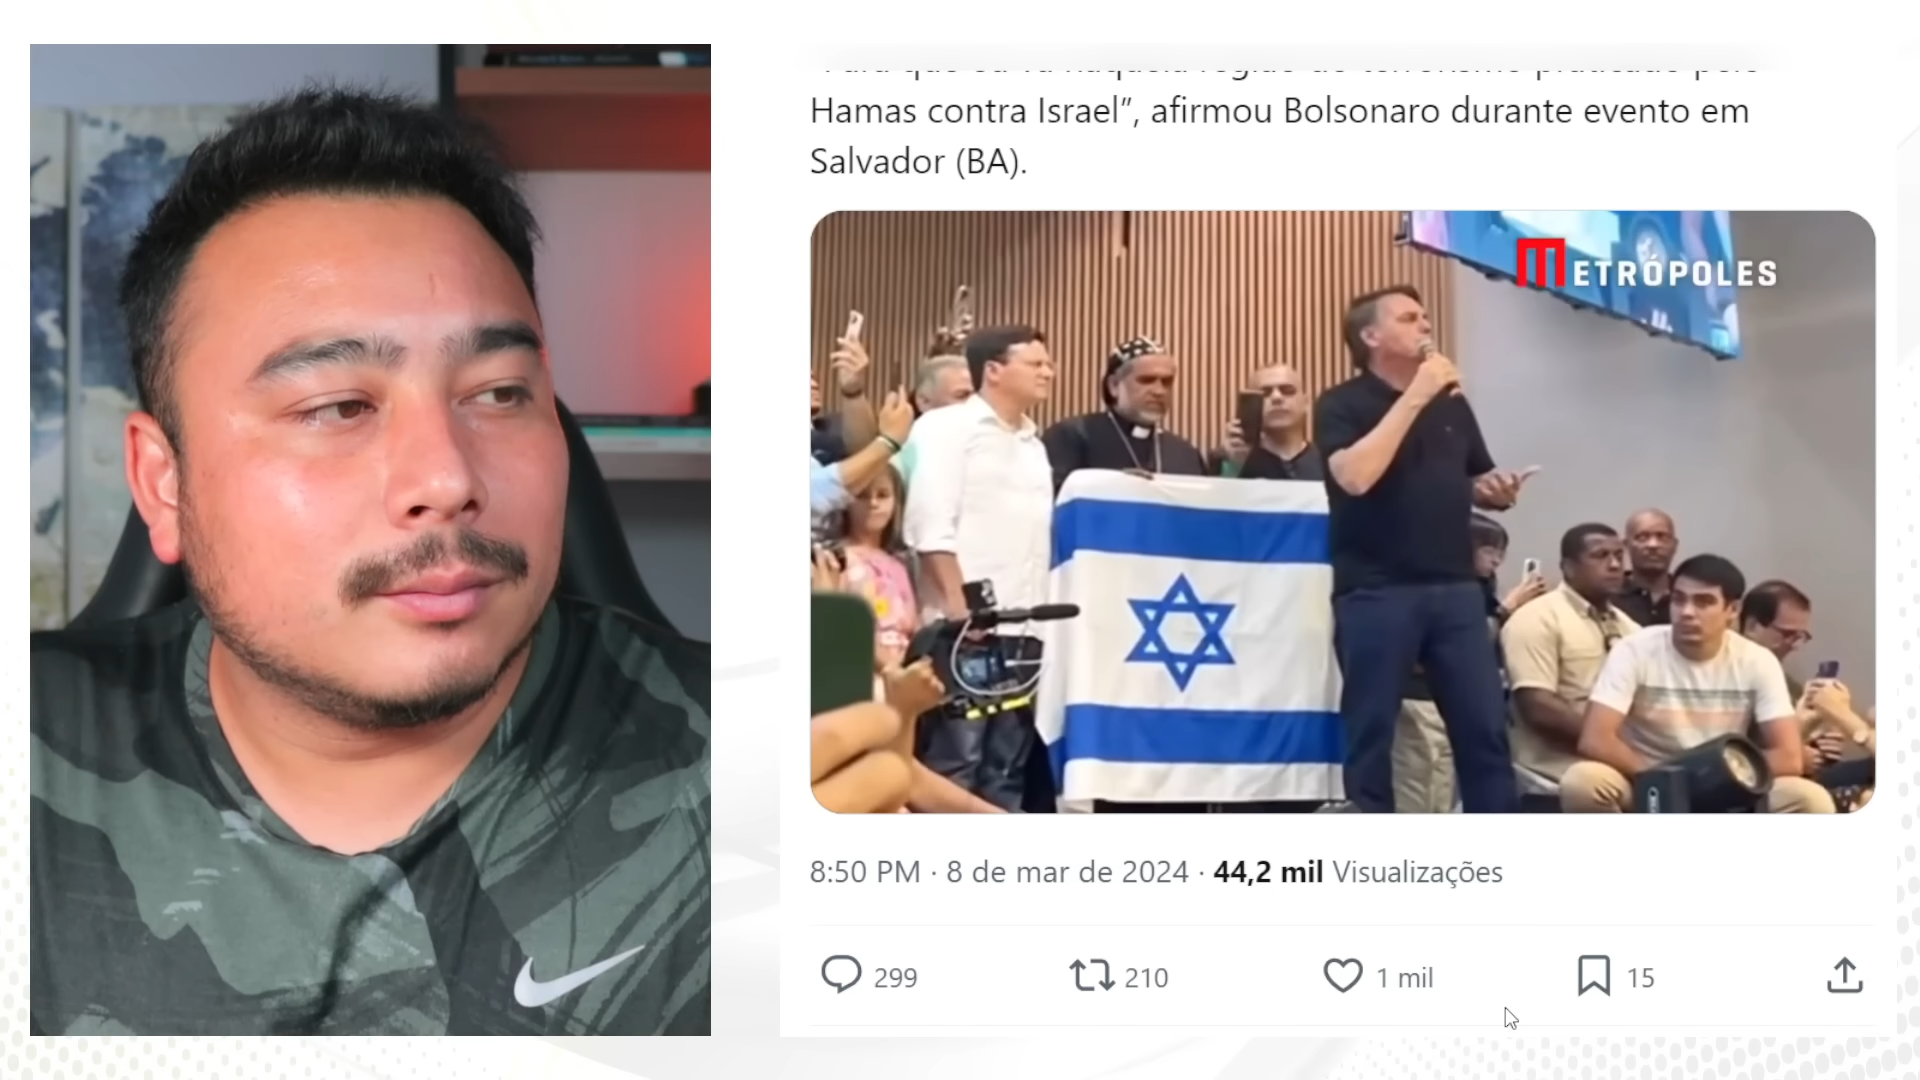 Hamas contra Israel”, afirmou Bolsonaro durante evento em
Salvador (BA).
METRÓPOLES
8:50 PM · 8 de mar de 2024 · 44,2 mil Visualizações
299 210 1 mil 15